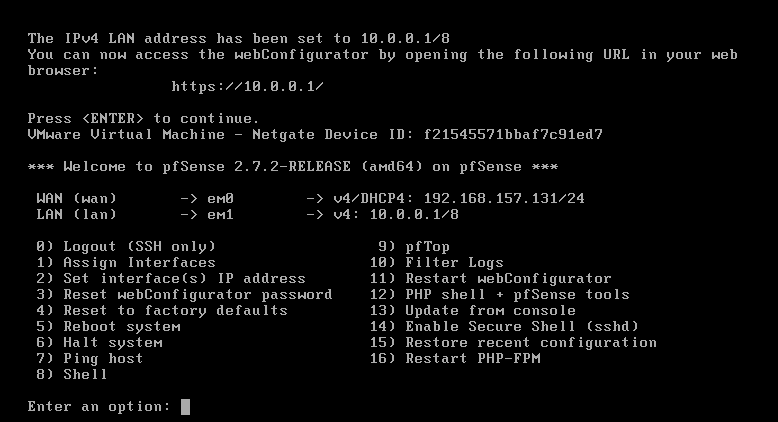 The IPv4 LAN address has been set to 10.0.0.1/8
You can now access the webConfigurator by opening the following URL in your web
browser:
https://10.0.0.1/
Press <ENTER> to continue.
VMware Virtual Machine - Netgate Device ID: f21545571bbaf7c91ed7
*** Welcome to pfSense 2.7.2-RELEASE (amd64) on pfSense ***
WAN (wan)       -> em0        -> v4/DHCP4: 192.168.157.131/24
LAN (lan)       -> em1        -> v4: 10.0.0.1/8
0) Logout (SSH only)                  9) pfTop
1) Assign Interfaces                 10) Filter Logs
2) Set interface(s) IP address       11) Restart webConfigurator
3) Reset webConfigurator password    12) PHP shell + pfSense tools
4) Reset to factory defaults         13) Update from console
5) Reboot system                     14) Enable Secure Shell (sshd)
6) Halt system                       15) Restore recent configuration
7) Ping host                         16) Restart PHP-FPM
8) Shell
Enter an option: